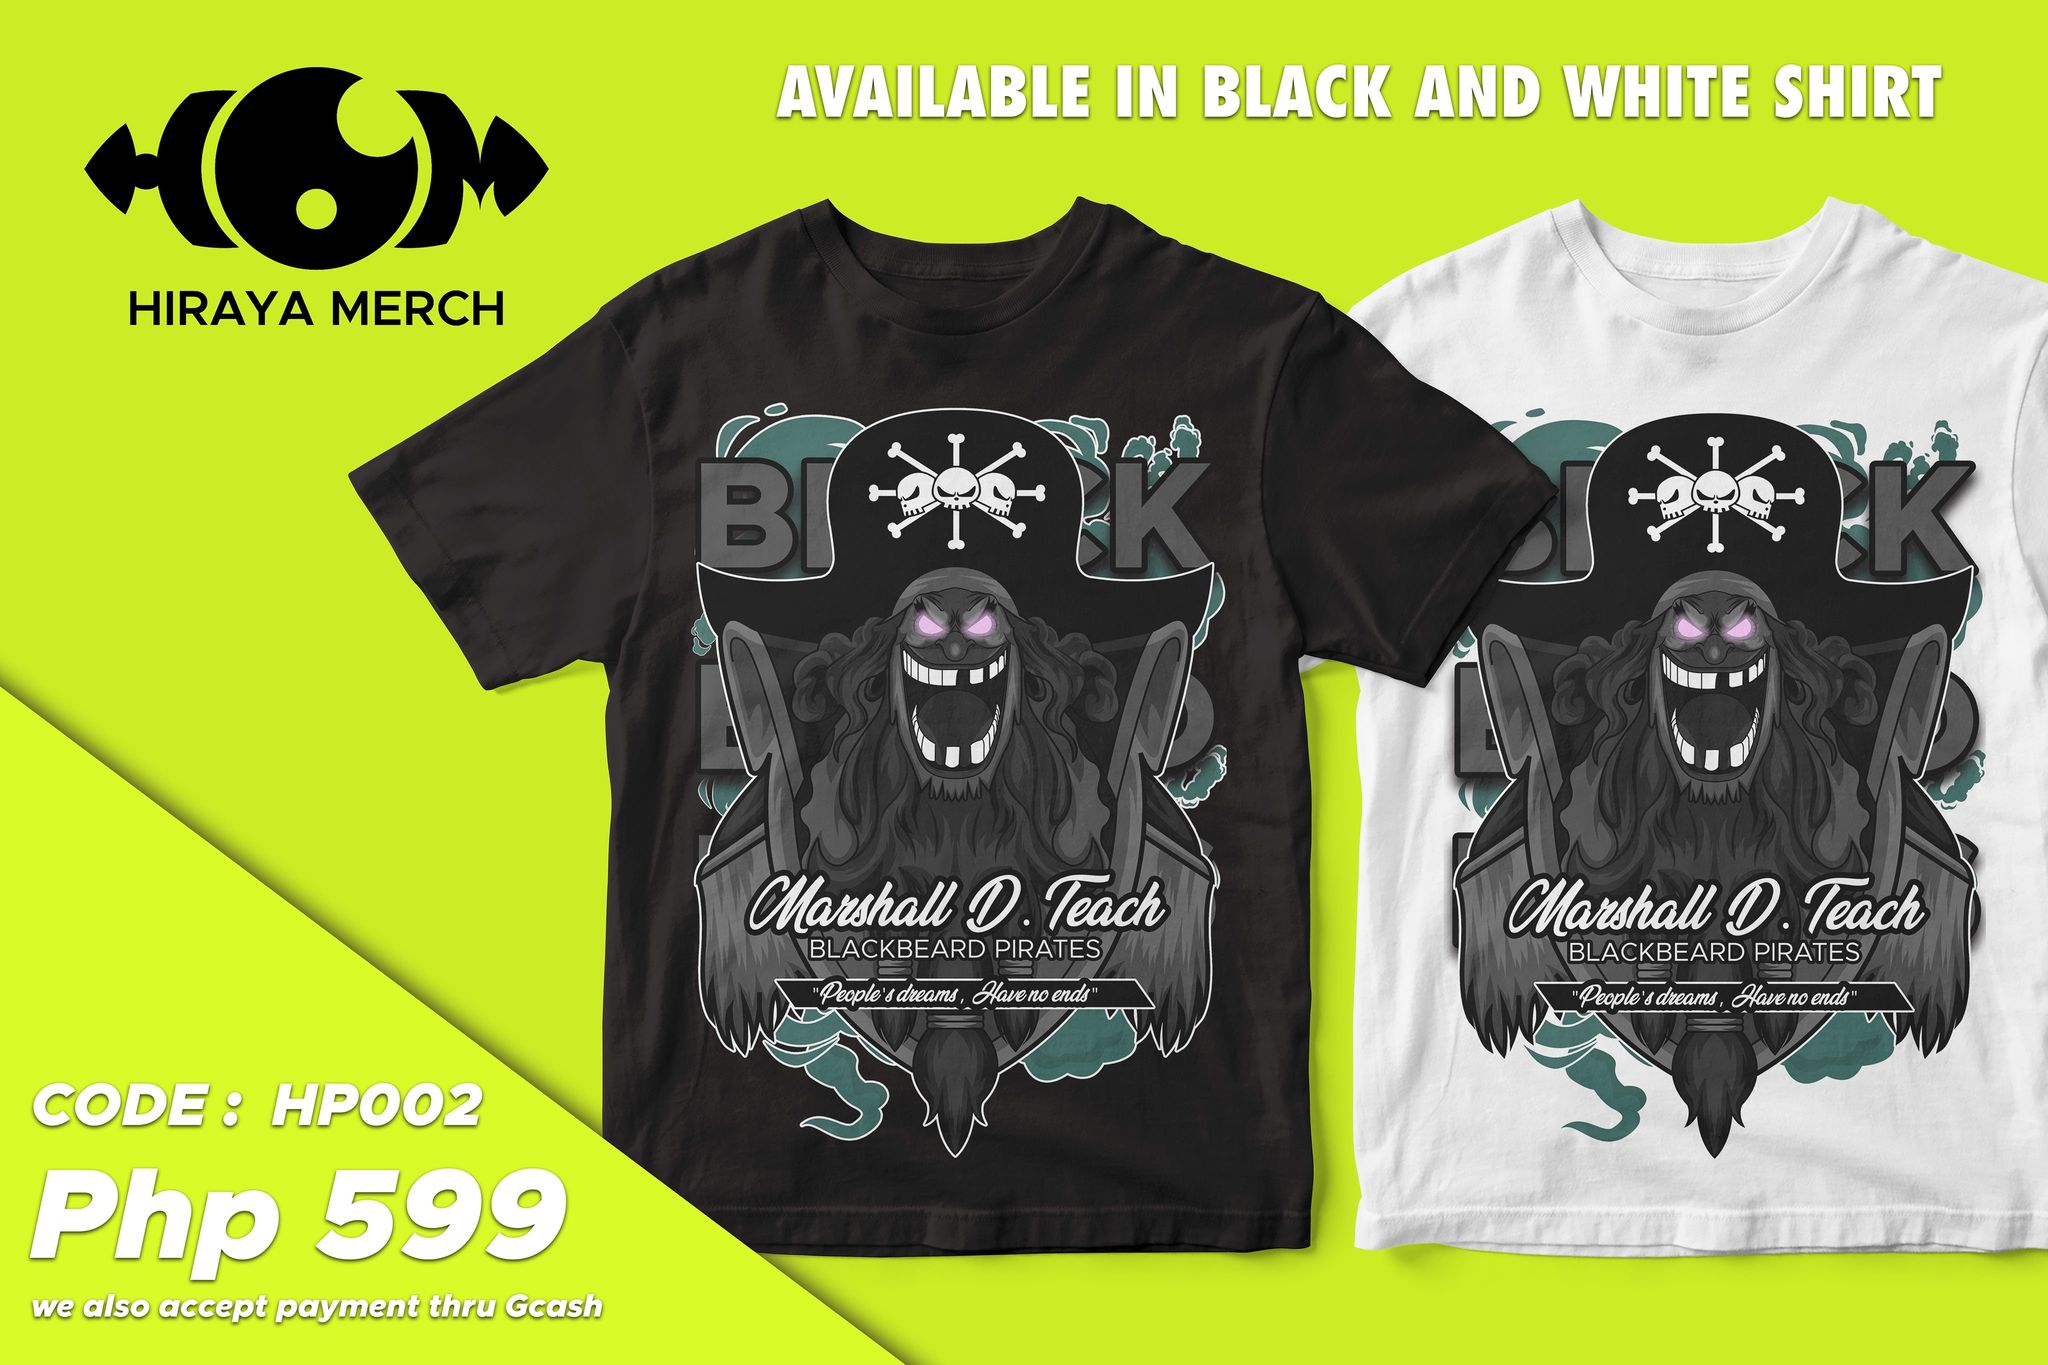 HIRAYA MERCH
AVAILABLE IN BLACK AND WHITE SHIRT
Marshall D. Teach
BLACKBEARD PIRATES
"People's dreams, Have no ends"
Marshall D. Teach
BLACKBEARD PIRATES
"People's dreams, Have no ends"
CODE : HP002
Php 599
we also accept payment thru Gcash